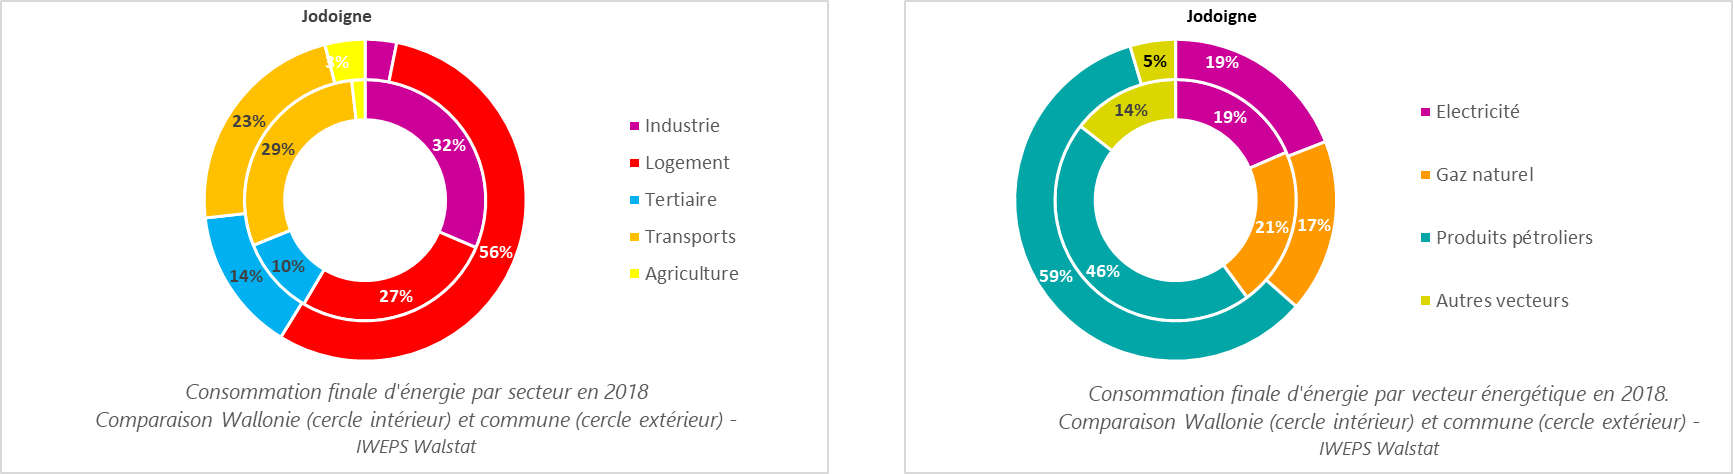 Jodoigne
3%
23%
29%
32%
14%
10%
27%
56%
Industrie
Logement
Tertiaire
Transports
Agriculture
Consommation finale d'énergie par secteur en 2018
Comparaison Wallonie (cercle intérieur) et commune (cercle extérieur) -
IWEPS Walstat
Jodoigne
5%
19%
14%
19%
21%
17%
46%
59%
Electricité
Gaz naturel
Produits pétroliers
Autres vecteurs
Consommation finale d'énergie par vecteur énergétique en 2018.
Comparaison Wallonie (cercle intérieur) et commune (cercle extérieur) -
IWEPS Walstat